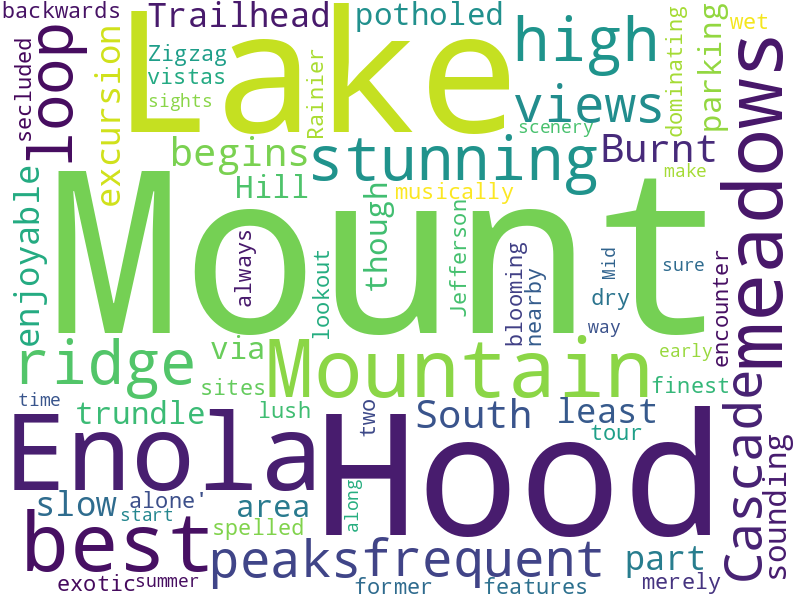 backwards
Trailhead
potholed
wet
Lake
high
Zigzag
vistas
sights
loop
secluded
excursion
Rainier
views
scenery
dominating
parking
meadows
begins
stunning
Burnt
make
Hill
musically
Mount
though
enjoyable
always
lookout
Jefferson
blooming
nearby
Mid
dry
way
sure
encounter
ridge
via
Mountain
early
finest
sites
time
trundle
lush
two
South
least
tour
Cascade
sounding
Enola
Hood
slow
alone'
start
area
along
spelled
best
peaks
frequent
part
exotic
summer
former
features
merely